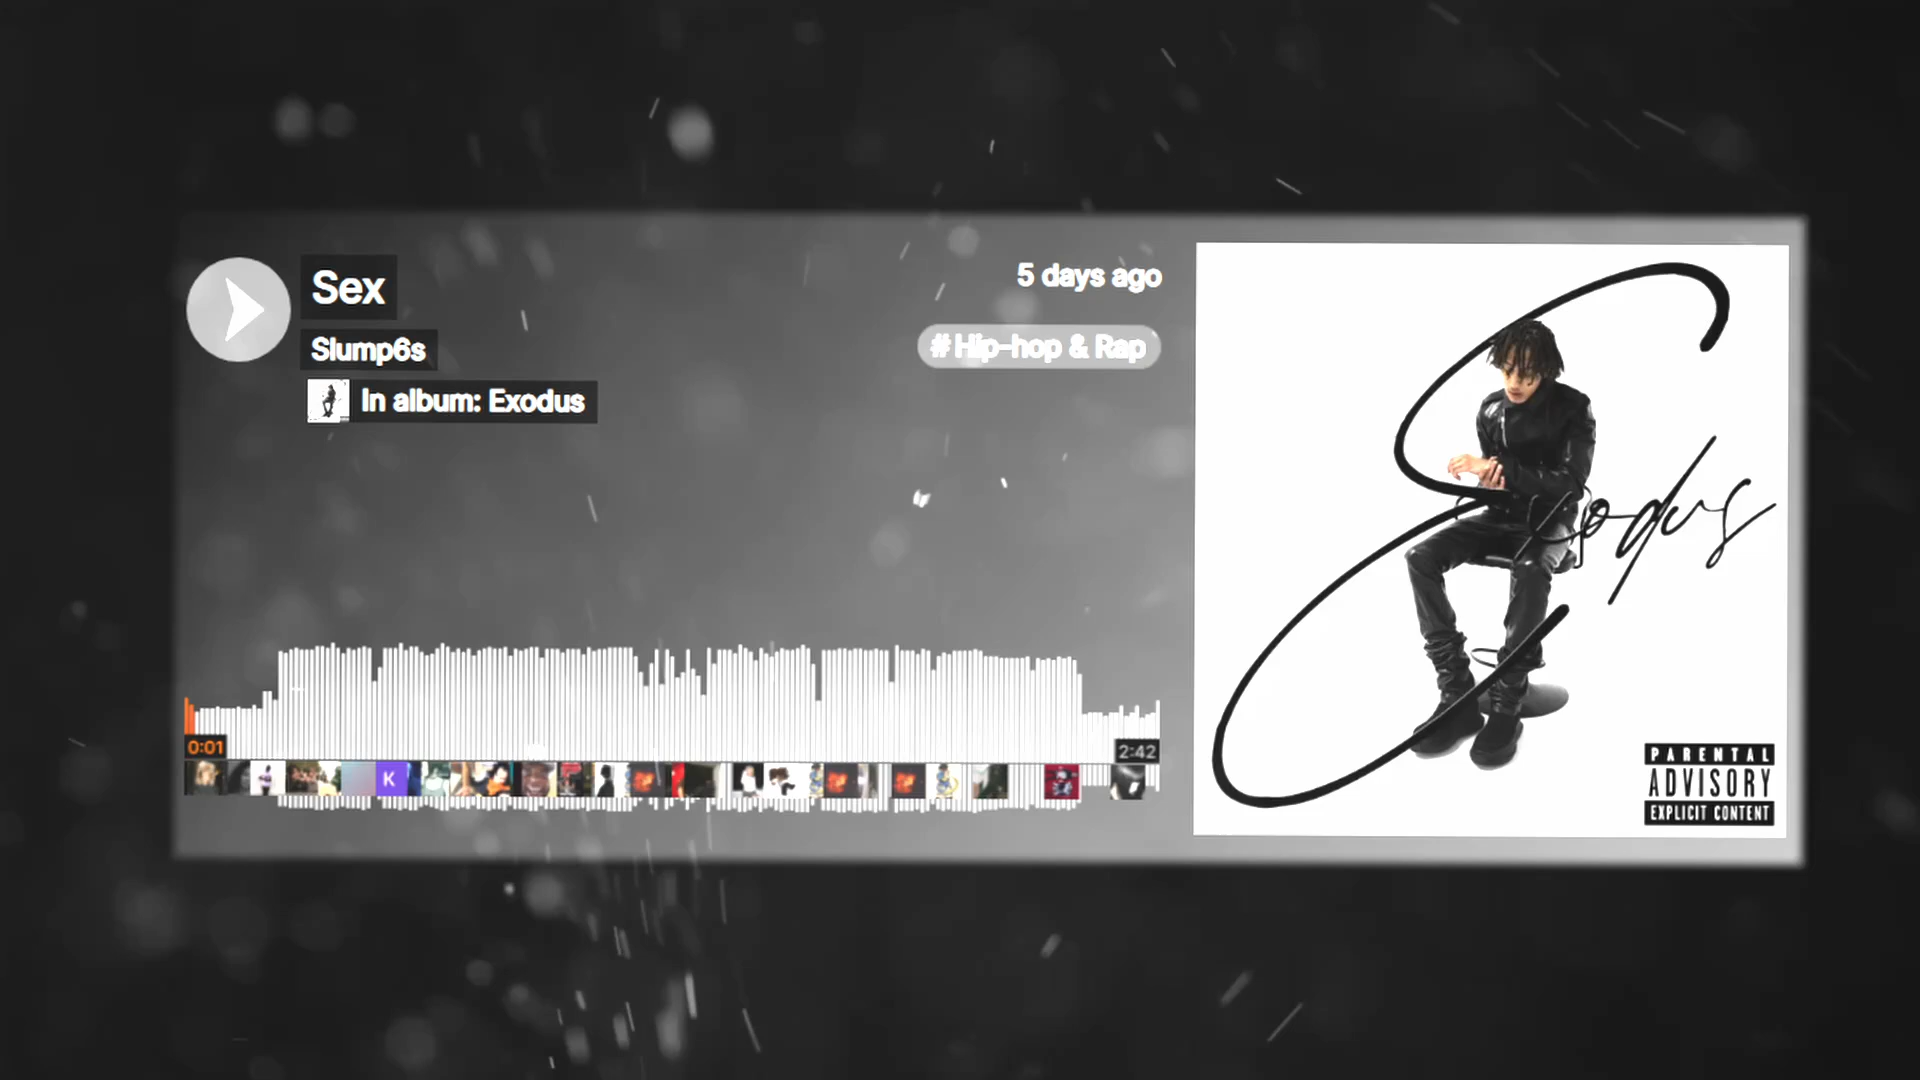 Sex
Slump6s
In album: Exodus
5 days ago
# Hip-hop & Rap
0:01
2:42
K
Exodus
PARENTAL
ADVISORY
EXPLICIT CONTENT